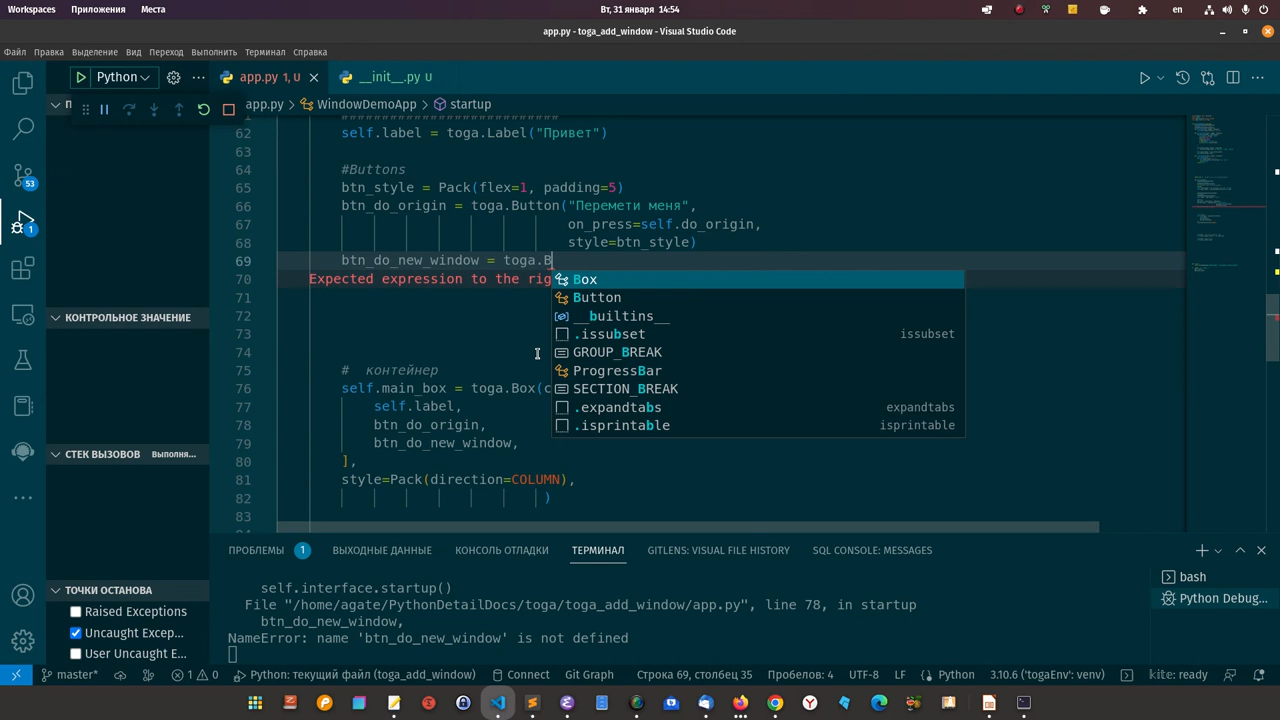 Workspaces Приложения Места Вт, 31 января 14:54 en
app.py - toga_add_window - Visual Studio Code
Файл Правка Выделение Вид Переход Выполнить Терминал Справка
Python app.py 1, U __init__.py U
app.py > WindowDemoApp > startup
61 ##########################
62 self.label = toga.Label("Привет")
63
64 #Buttons
65 btn_style = Pack(flex=1, padding=5)
66 btn_do_origin = toga.Button("Перемети меня",
67 on_press=self.do_origin,
68 style=btn_style)
69 btn_do_new_window = toga.B
70 Expected expression to the rig
Box
71 Button
72 __builtins__
73 .issubset issubset
74 GROUP_BREAK
75 # контейнер
ProgressBar
76 self.main_box = toga.Box(c
SECTION_BREAK
77 self.label,
.expandtabs expandtabs
78 btn_do_origin,
.isprintable isprintable
79 btn_do_new_window,
80 ],
81 style=Pack(direction=COLUMN),
82 )
83
53
1
КОНТРОЛЬНОЕ ЗНАЧЕНИЕ
СТЕК ВЫЗОВОВ Выполня...
ТОЧКИ ОСТАНОВА
Raised Exceptions
Uncaught Excep...
User Uncaught E...
ПРОБЛЕМЫ 1 ВЫХОДНЫЕ ДАННЫЕ КОНСОЛЬ ОТЛАДКИ ТЕРМИНАЛ GITLENS: VISUAL FILE HISTORY SQL CONSOLE: MESSAGES
self.interface.startup()
File "/home/agate/PythonDetailDocs/toga/toga_add_window/app.py", line 78, in startup
btn_do_new_window,
NameError: name 'btn_do_new_window' is not defined
bash
Python Debug...
master* 1 0 Python: текущий файл (toga_add_window) Connect Git Graph Строка 69, столбец 35 Пробелов: 4 UTF-8 LF Python 3.10.6 ('togaEnv': venv) kite: ready